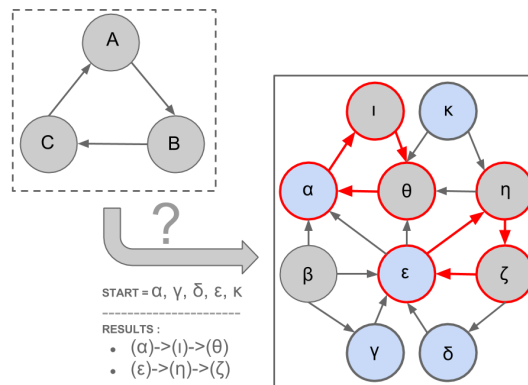 A
C
B
?
START = α, γ, δ, ε, κ
------------------------
RESULTS :
• (α)->(ι)->(θ)
• (ε)->(η)->(ζ)
ι
κ
α
θ
η
β
ε
ζ
γ
δ